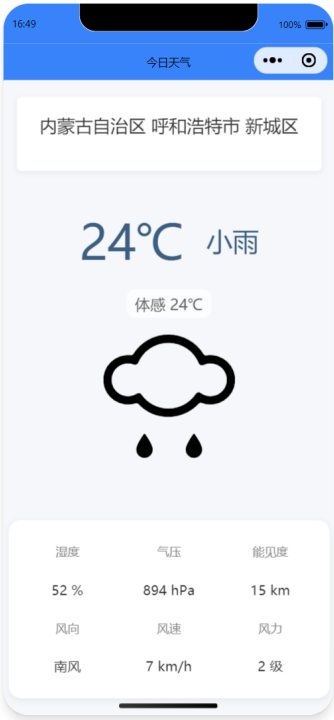 16:49
100%
今日天气
内蒙古自治区 呼和浩特市 新城区
24℃ 小雨
体感 24℃
湿度 气压 能见度
52 % 894 hPa 15 km
风向 风速 风力
南风 7 km/h 2 级